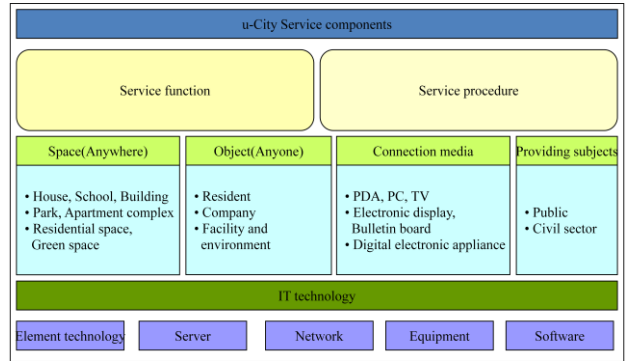 u-City Service components
Service function
Service procedure
Space(Anywhere)
Object(Anyone)
Connection media
Providing subjects
• House, School, Building
• Park, Apartment complex
• Residential space,
Green space
• Resident
• Company
• Facility and
environment
• PDA, PC, TV
• Electronic display,
Bulletin board
• Digital electronic appliance
• Public
• Civil sector
IT technology
Element technology
Server
Network
Equipment
Software